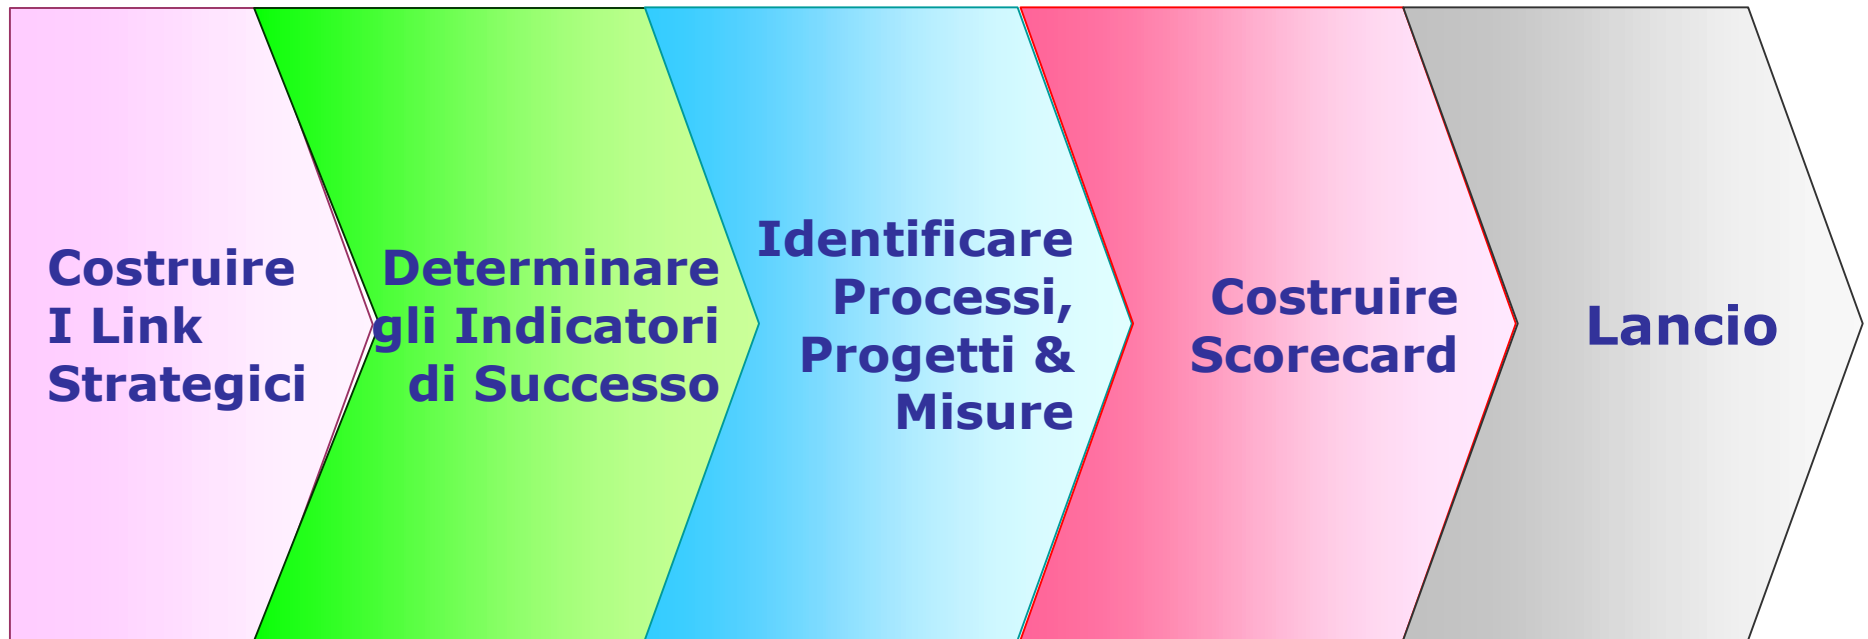 Costruire
I Link
Strategici
Determinare
gli Indicatori
di Successo
Identificare
Processi,
Progetti &
Misure
Costruire
Scorecard
Lancio